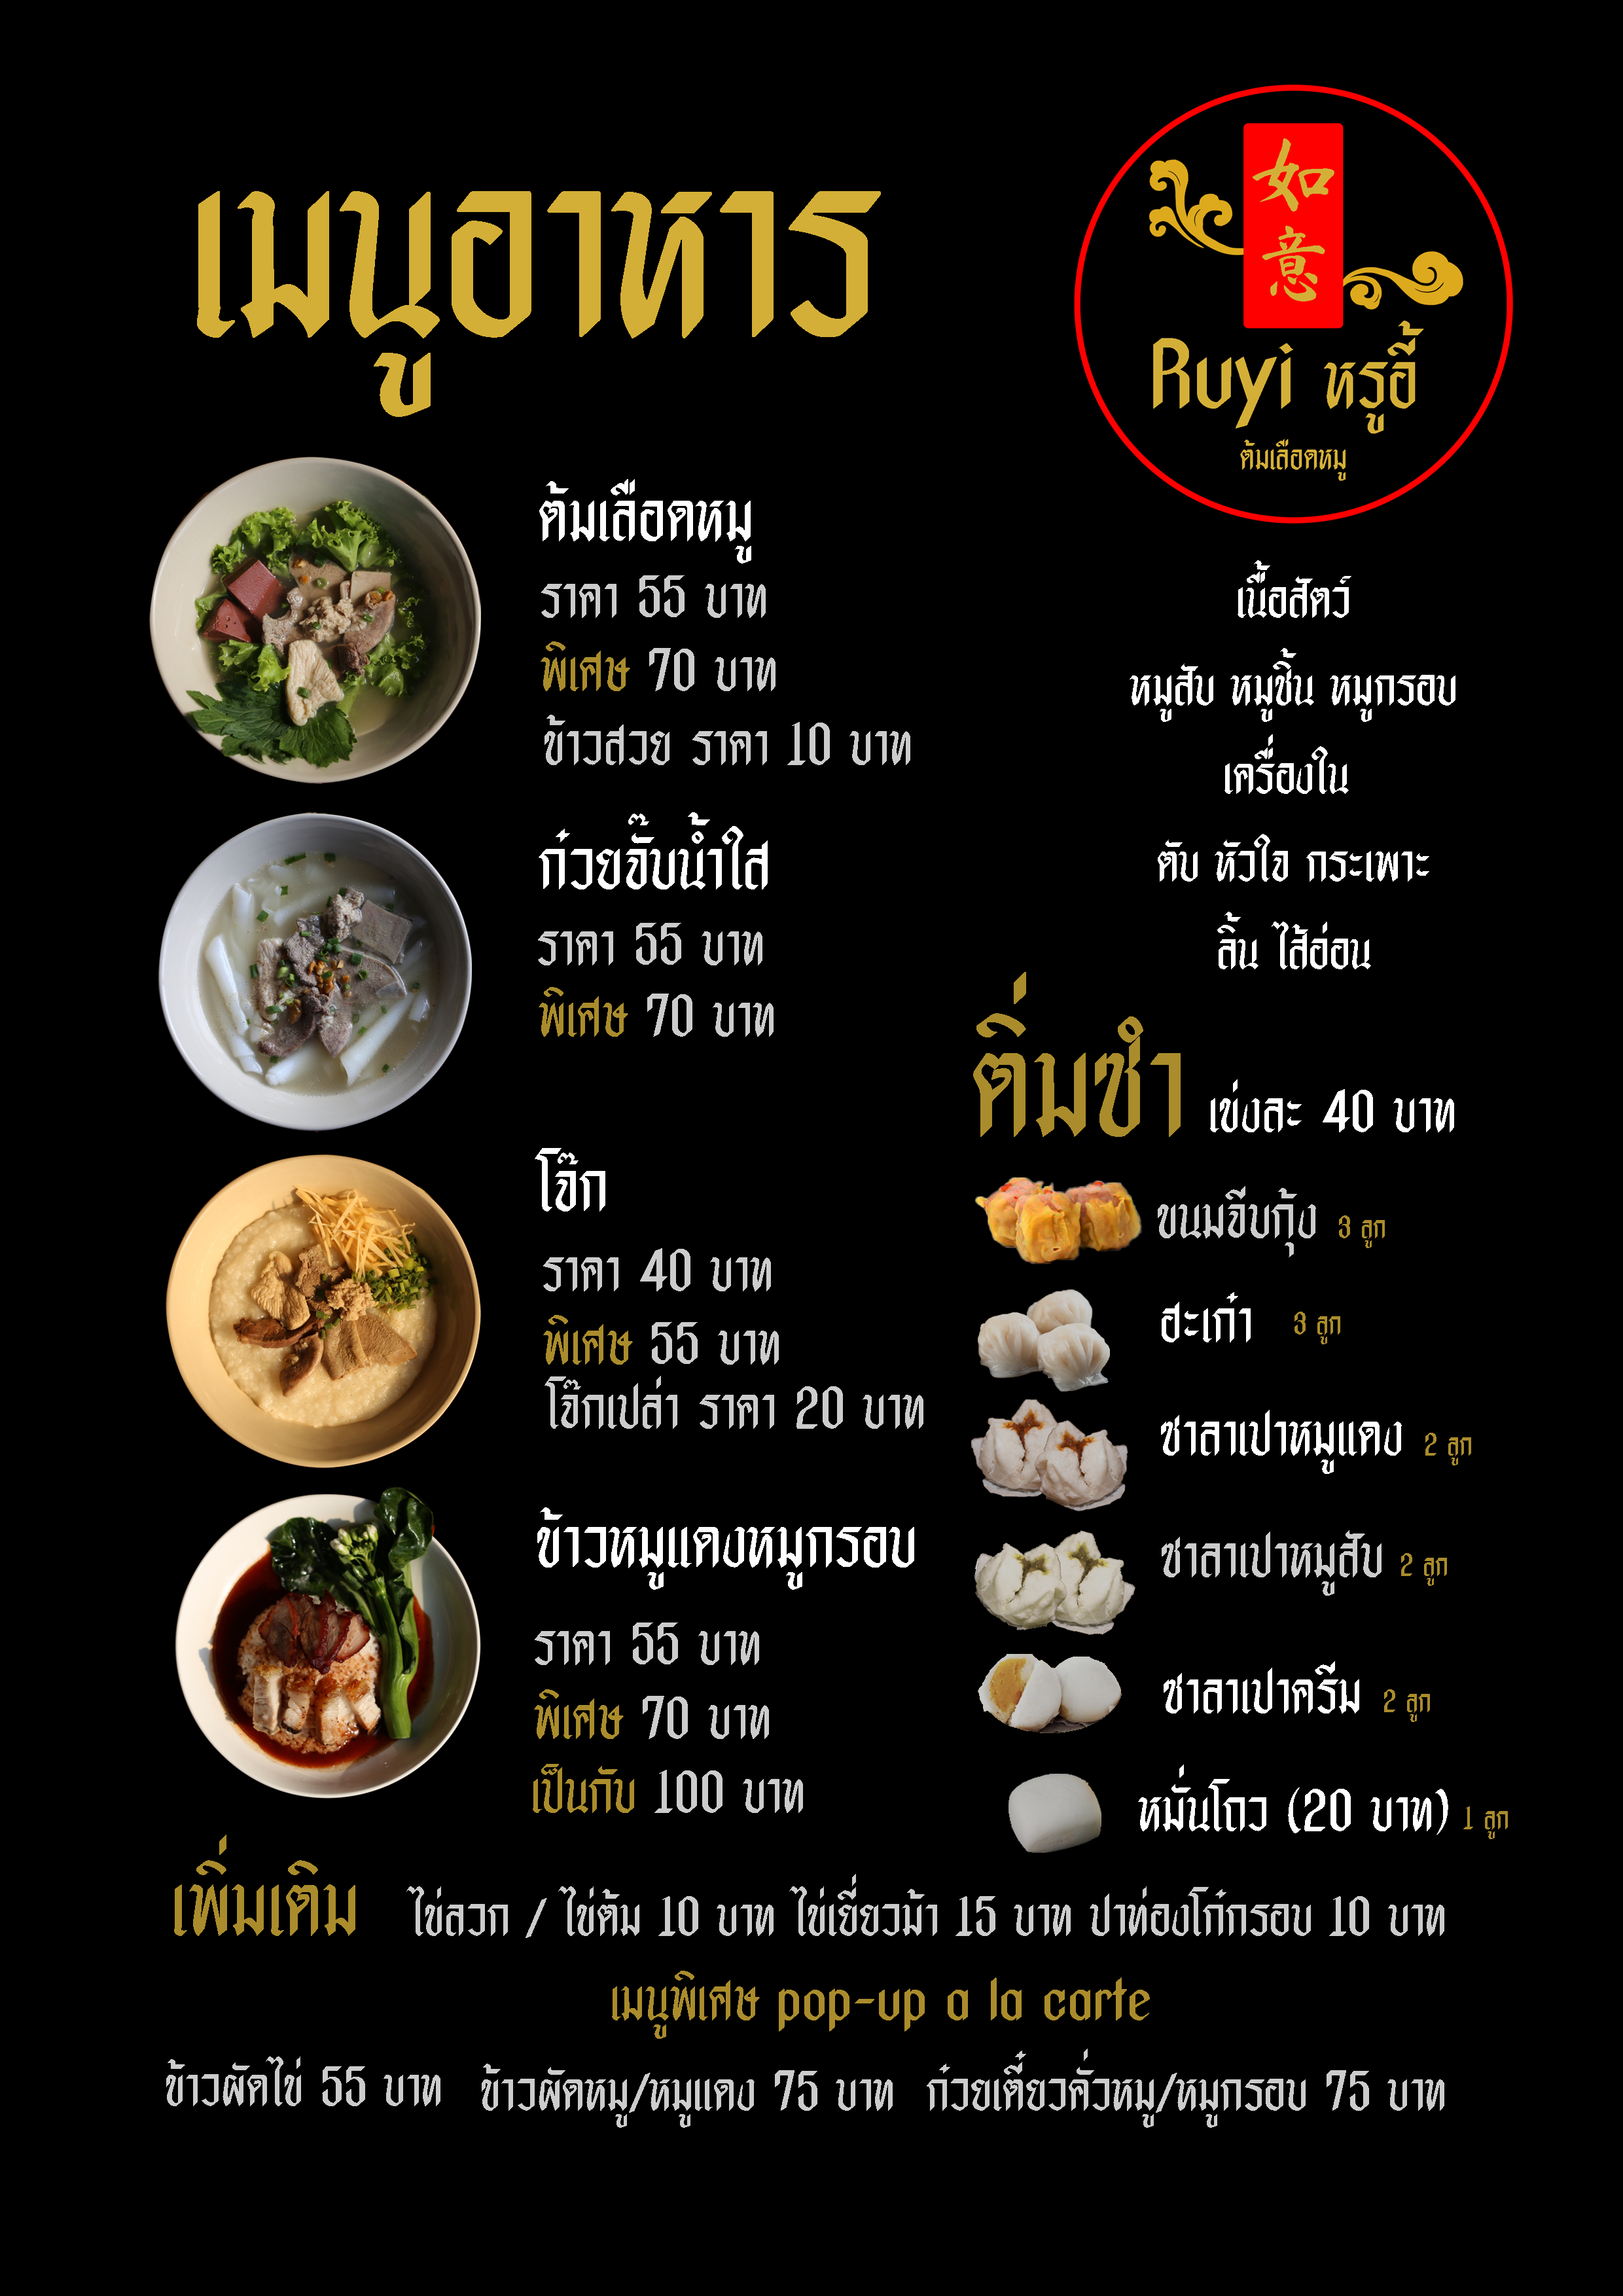 เมนูอาหาร
如
意
Ruyi หรูอี้
ต้มเลือดหมู
ต้มเลือดหมู
ราคา 55 บาท
พิเศษ 70 บาท
ข้าวสวย ราคา 10 บาท
ก๋วยจั๊บน้ำใส
ราคา 55 บาท
พิเศษ 70 บาท
โจ๊ก
ราคา 40 บาท
พิเศษ 55 บาท
โจ๊กเปล่า ราคา 20 บาท
ข้าวหมูแดงหมูกรอบ
ราคา 55 บาท
พิเศษ 70 บาท
เป็นกับ 100 บาท
เนื้อสัตว์
หมูสับ หมูชิ้น หมูกรอบ
เครื่องใน
ตับ หัวใจ กระเพาะ
ลิ้น ไส้อ่อน
ติ่มซำ เข่งละ 40 บาท
ขนมจีบกุ้ง 3 ลูก
ฮะเก๋า 3 ลูก
ซาลาเปาหมูแดง 2 ลูก
ซาลาเปาหมูสับ 2 ลูก
ซาลาเปาครีม 2 ลูก
หมั่นโถว (20 บาท) 1 ลูก
เพิ่มเติม ไข่ลวก / ไข่ต้ม 10 บาท ไข่เยี่ยวม้า 15 บาท ปาท่องโก๋กรอบ 10 บาท
เมนูพิเศษ pop-up a la carte
ข้าวผัดไข่ 55 บาท ข้าวผัดหมู/หมูแดง 75 บาท ก๋วยเตี๋ยวคั่วหมู/หมูกรอบ 75 บาท